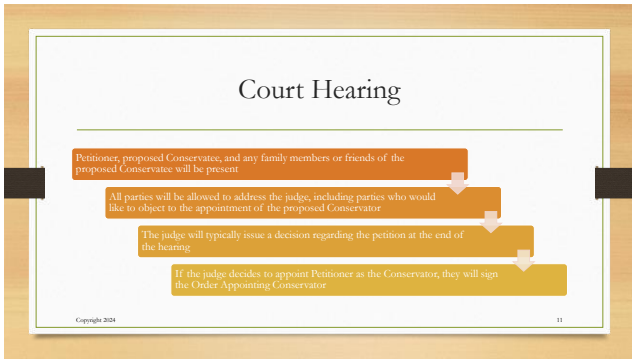 Court Hearing
Petitioner, proposed Conservatee, and any family members or friends of the
proposed Conservatee will be present
All parties will be allowed to address the judge, including parties who would
like to object to the appointment of the proposed Conservator
The judge will typically issue a decision regarding the petition at the end of
the hearing
If the judge decides to appoint Petitioner as the Conservator, they will sign
the Order Appointing Conservator
Copyright 2024
11